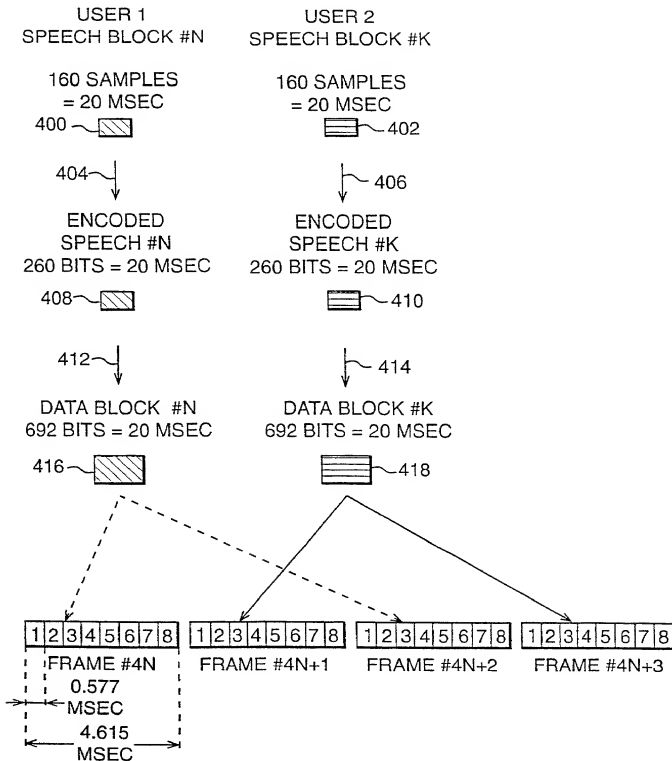 USER 1
SPEECH BLOCK #N
USER 2
SPEECH BLOCK #K
160 SAMPLES
= 20 MSEC
400
160 SAMPLES
= 20 MSEC
402
404
406
ENCODED
SPEECH #N
260 BITS = 20 MSEC
408
ENCODED
SPEECH #K
260 BITS = 20 MSEC
410
412
414
DATA BLOCK #N
692 BITS = 20 MSEC
416
DATA BLOCK #K
692 BITS = 20 MSEC
418
1 2 3 4 5 6 7 8
1 2 3 4 5 6 7 8
1 2 3 4 5 6 7 8
1 2 3 4 5 6 7 8
FRAME #4N
FRAME #4N+1
FRAME #4N+2
FRAME #4N+3
0.577
MSEC
4.615
MSEC